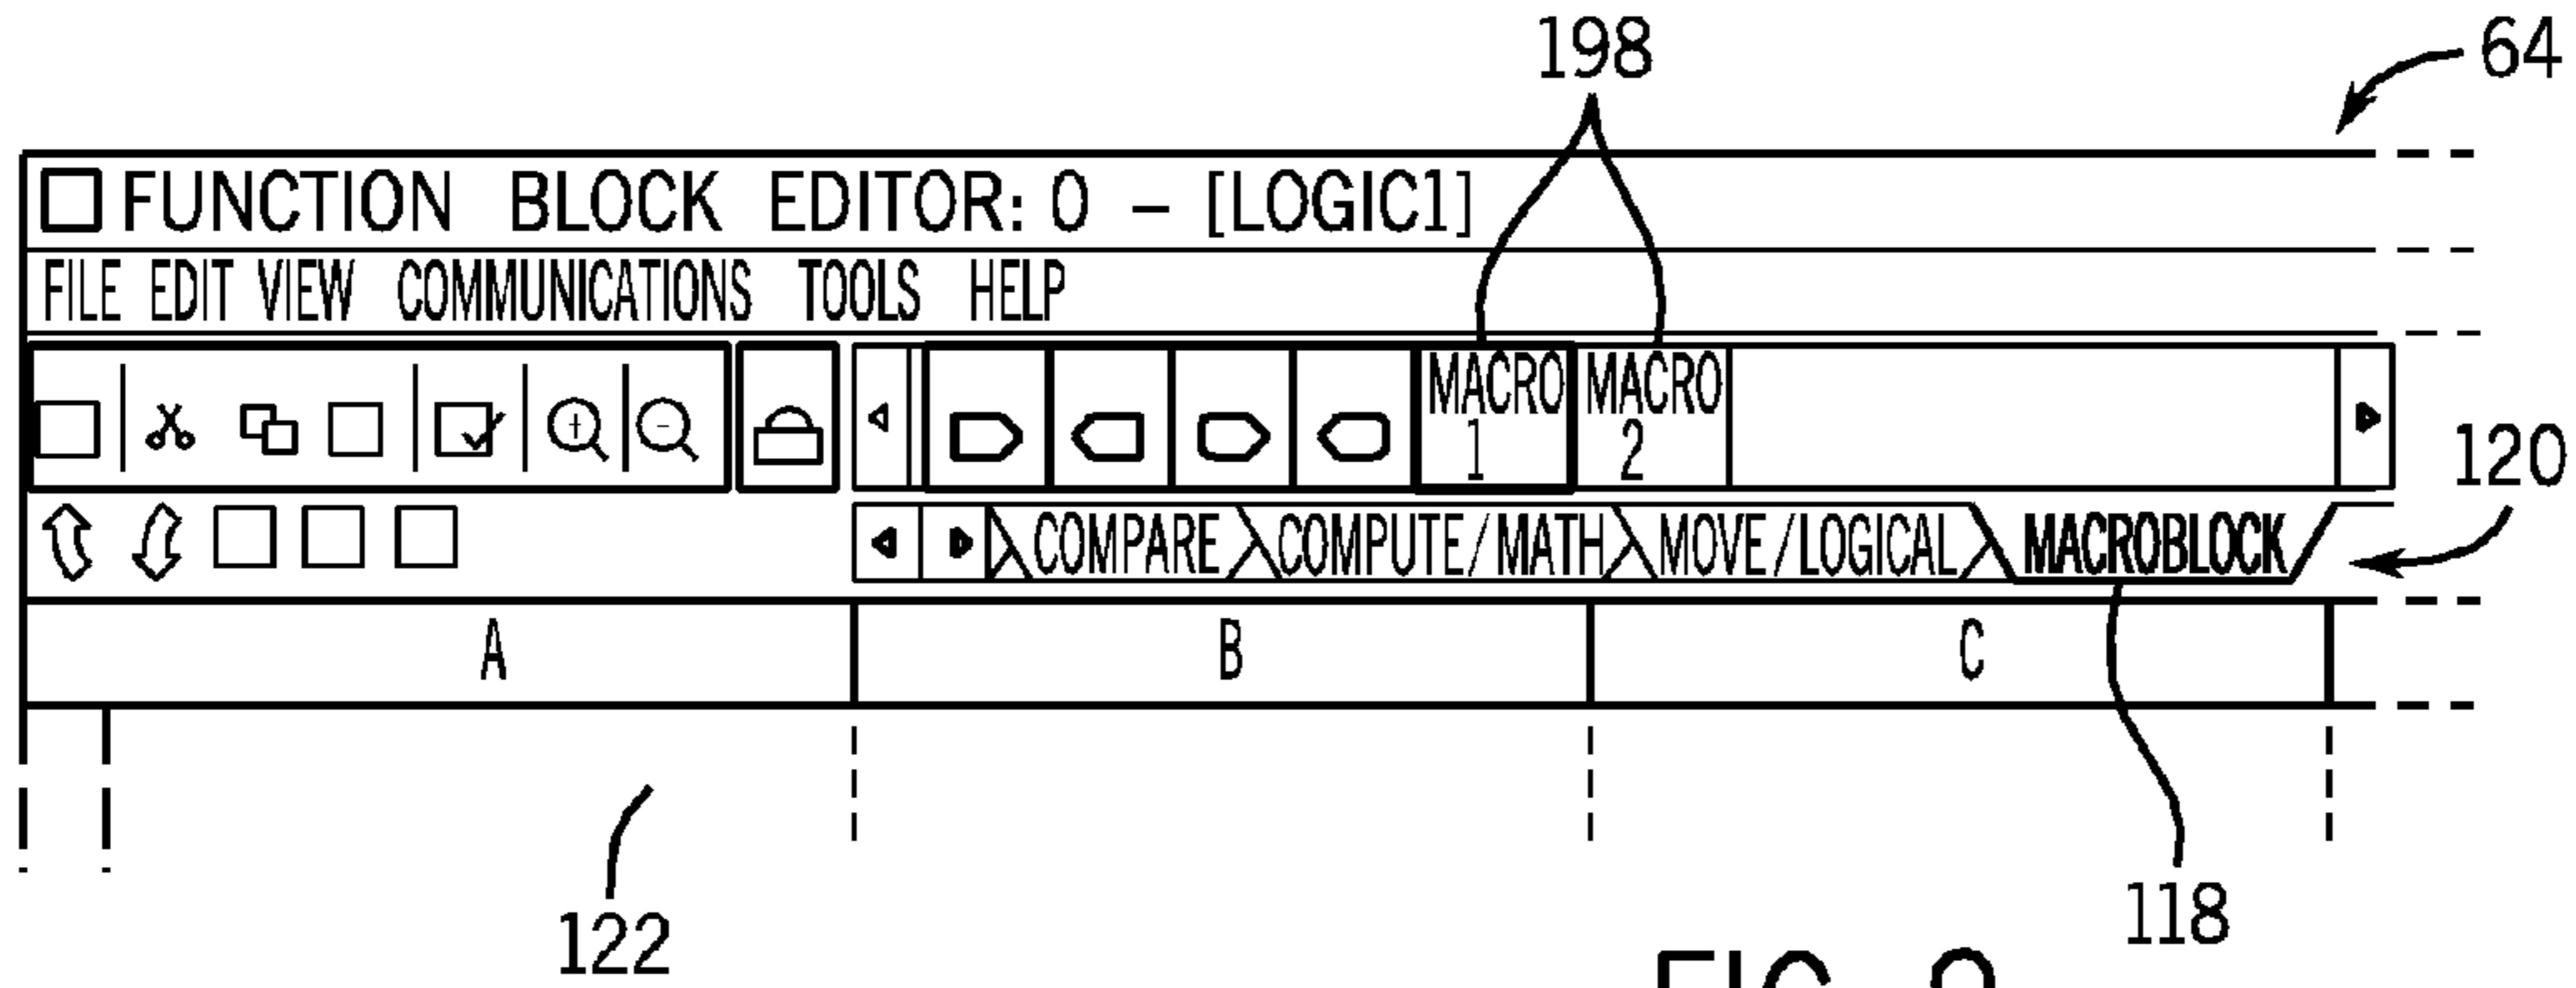 198
64
FUNCTION BLOCK EDITOR: 0 – [LOGIC1]
FILE EDIT VIEW COMMUNICATIONS TOOLS HELP
MACRO 1
MACRO 2
120
COMPARE COMPUTE/MATH MOVE/LOGICAL MACROBLOCK
A B C
122
118
FIG.